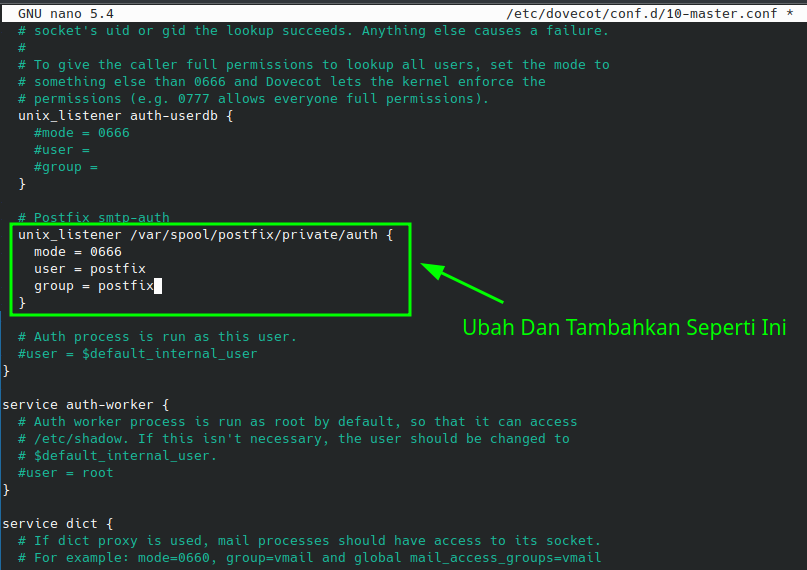 GNU nano 5.4 /etc/dovecot/conf.d/10-master.conf *
# socket's uid or gid the lookup succeeds. Anything else causes a failure.
#
# To give the caller full permissions to lookup all users, set the mode to
# something else than 0666 and Dovecot lets the kernel enforce the
# permissions (e.g. 0777 allows everyone full permissions).
unix_listener auth-userdb {
#mode = 0666
#user =
#group =
}
# Postfix smtp-auth
unix_listener /var/spool/postfix/private/auth {
mode = 0666
user = postfix
group = postfix
}
Ubah Dan Tambahkan Seperti Ini
# Auth process is run as this user.
#user = $default_internal_user
}
service auth-worker {
# Auth worker process is run as root by default, so that it can access
# /etc/shadow. If this isn't necessary, the user should be changed to
# $default_internal_user.
#user = root
}
service dict {
# If dict proxy is used, mail processes should have access to its socket.
# For example: mode=0660, group=vmail and global mail_access_groups=vmail